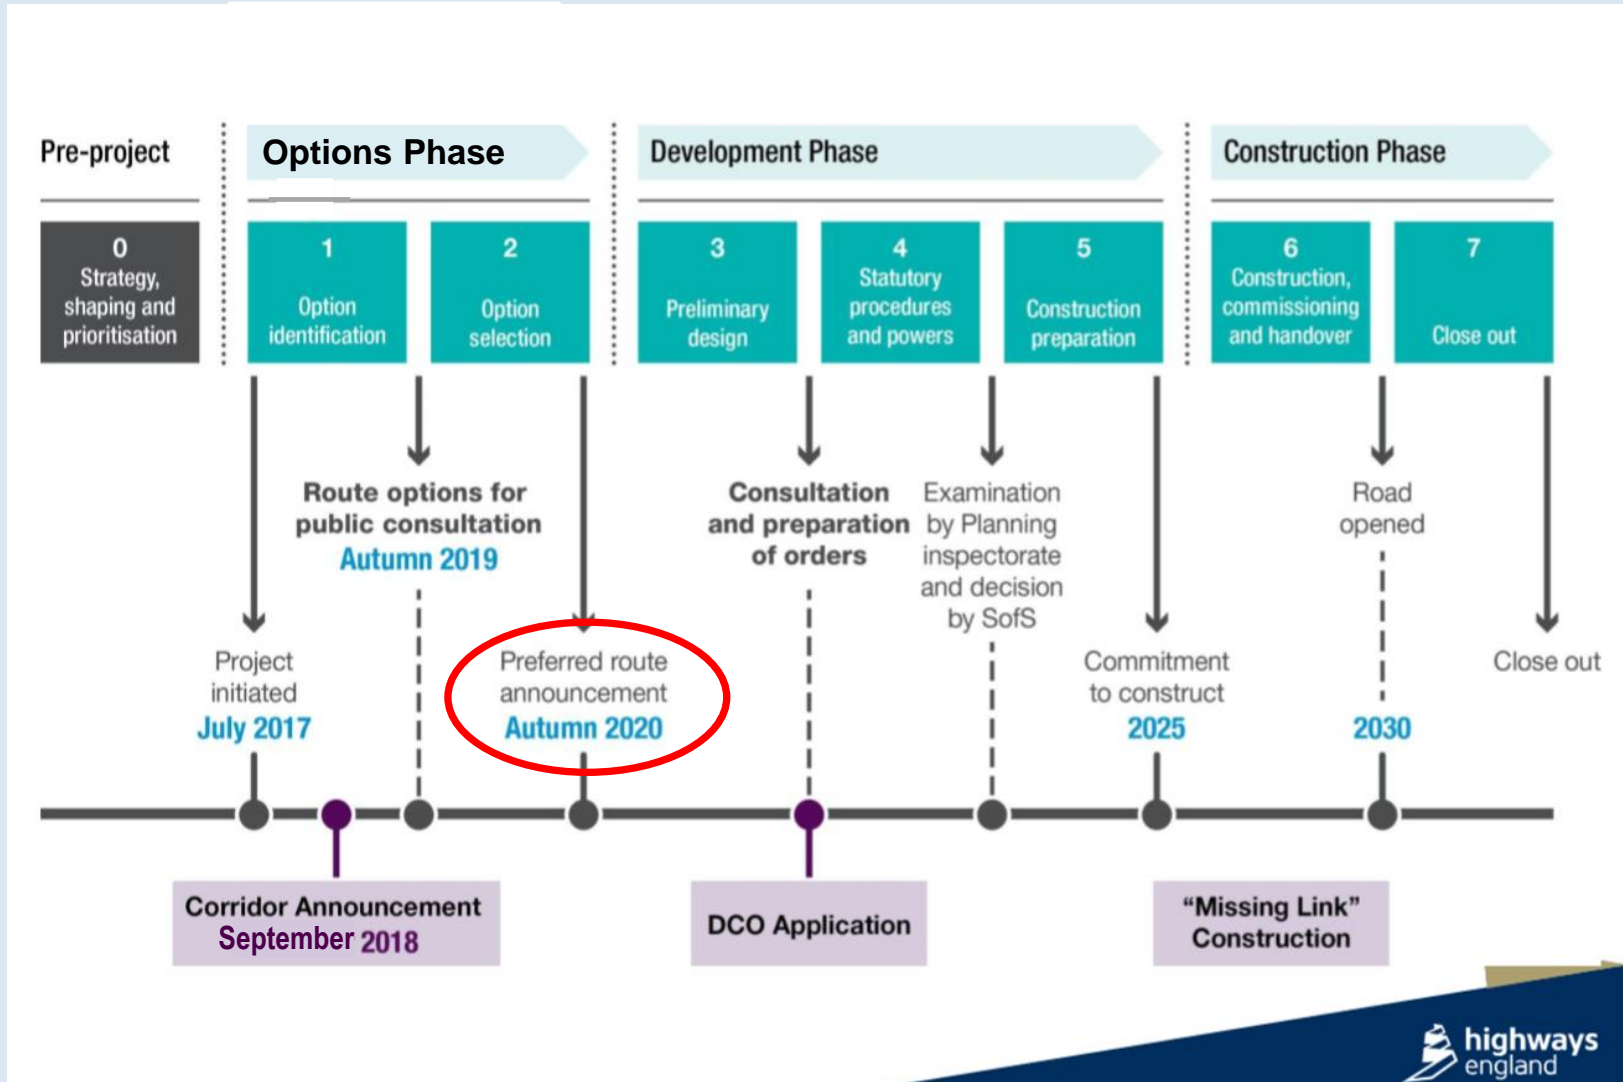 Pre-project
Options Phase
Development Phase
Construction Phase
0
Strategy,
shaping and
prioritisation
1
Option
identification
2
Option
selection
3
Preliminary
design
4
Statutory
procedures
and powers
5
Construction
preparation
6
Construction,
commissioning
and handover
7
Close out
Route options for
public consultation
Autumn 2019
Consultation
and preparation
of orders
Examination
by Planning
inspectorate
and decision
by SofS
Road
opened
Project
initiated
July 2017
Preferred route
announcement
Autumn 2020
Commitment
to construct
2025
2030
Close out
Corridor Announcement
September 2018
DCO Application
“Missing Link”
Construction
highways
england